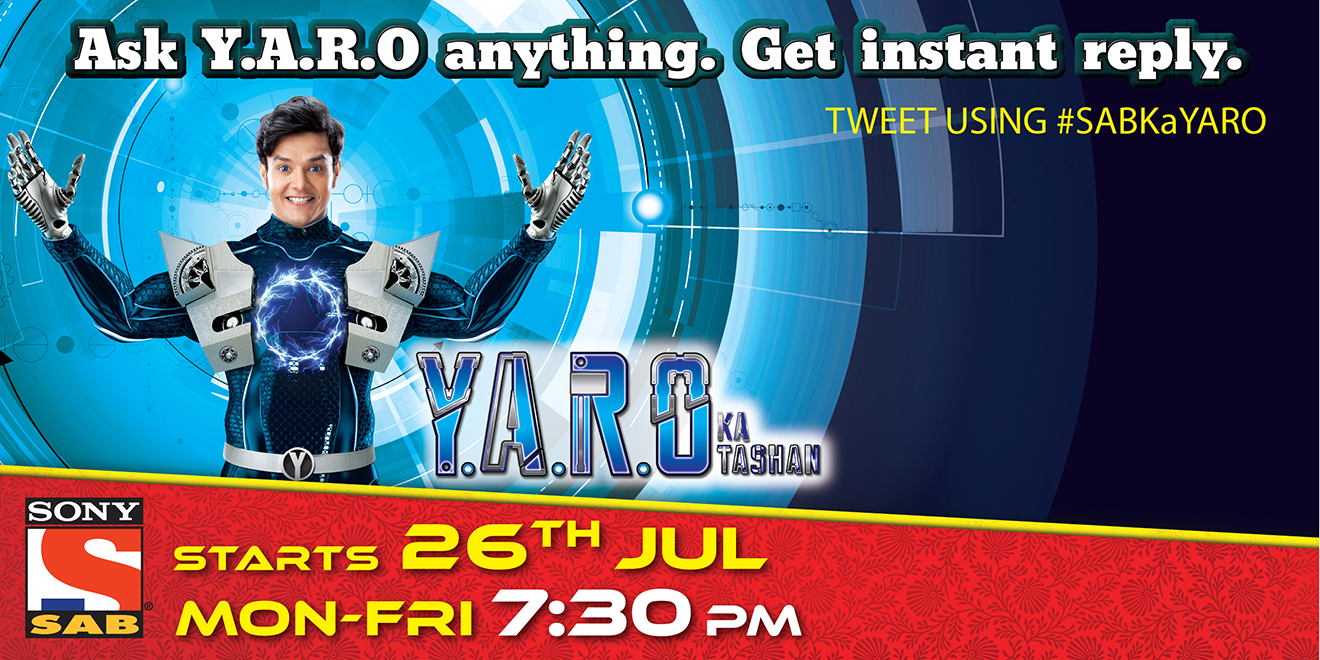 Ask Y.A.R.O anything. Get instant reply.
TWEET USING #SABKaYARO
Y.A.R.O
KA
TASHAN
Y
SONY
S
SAB
®
STARTS 26TH JUL
MON-FRI 7:30 PM